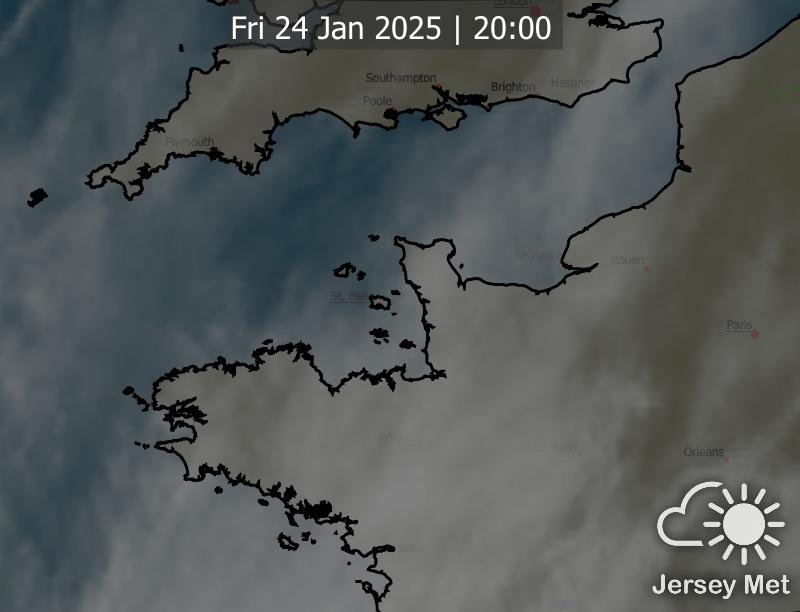 London
Fri 24 Jan 2025 | 20:00
Southampton
Brighton
Hastings
Poole
Plymouth
Le Havre
Rouen
St. Heli
Paris
Rennes
Le Mans
Orleans
Jersey Met